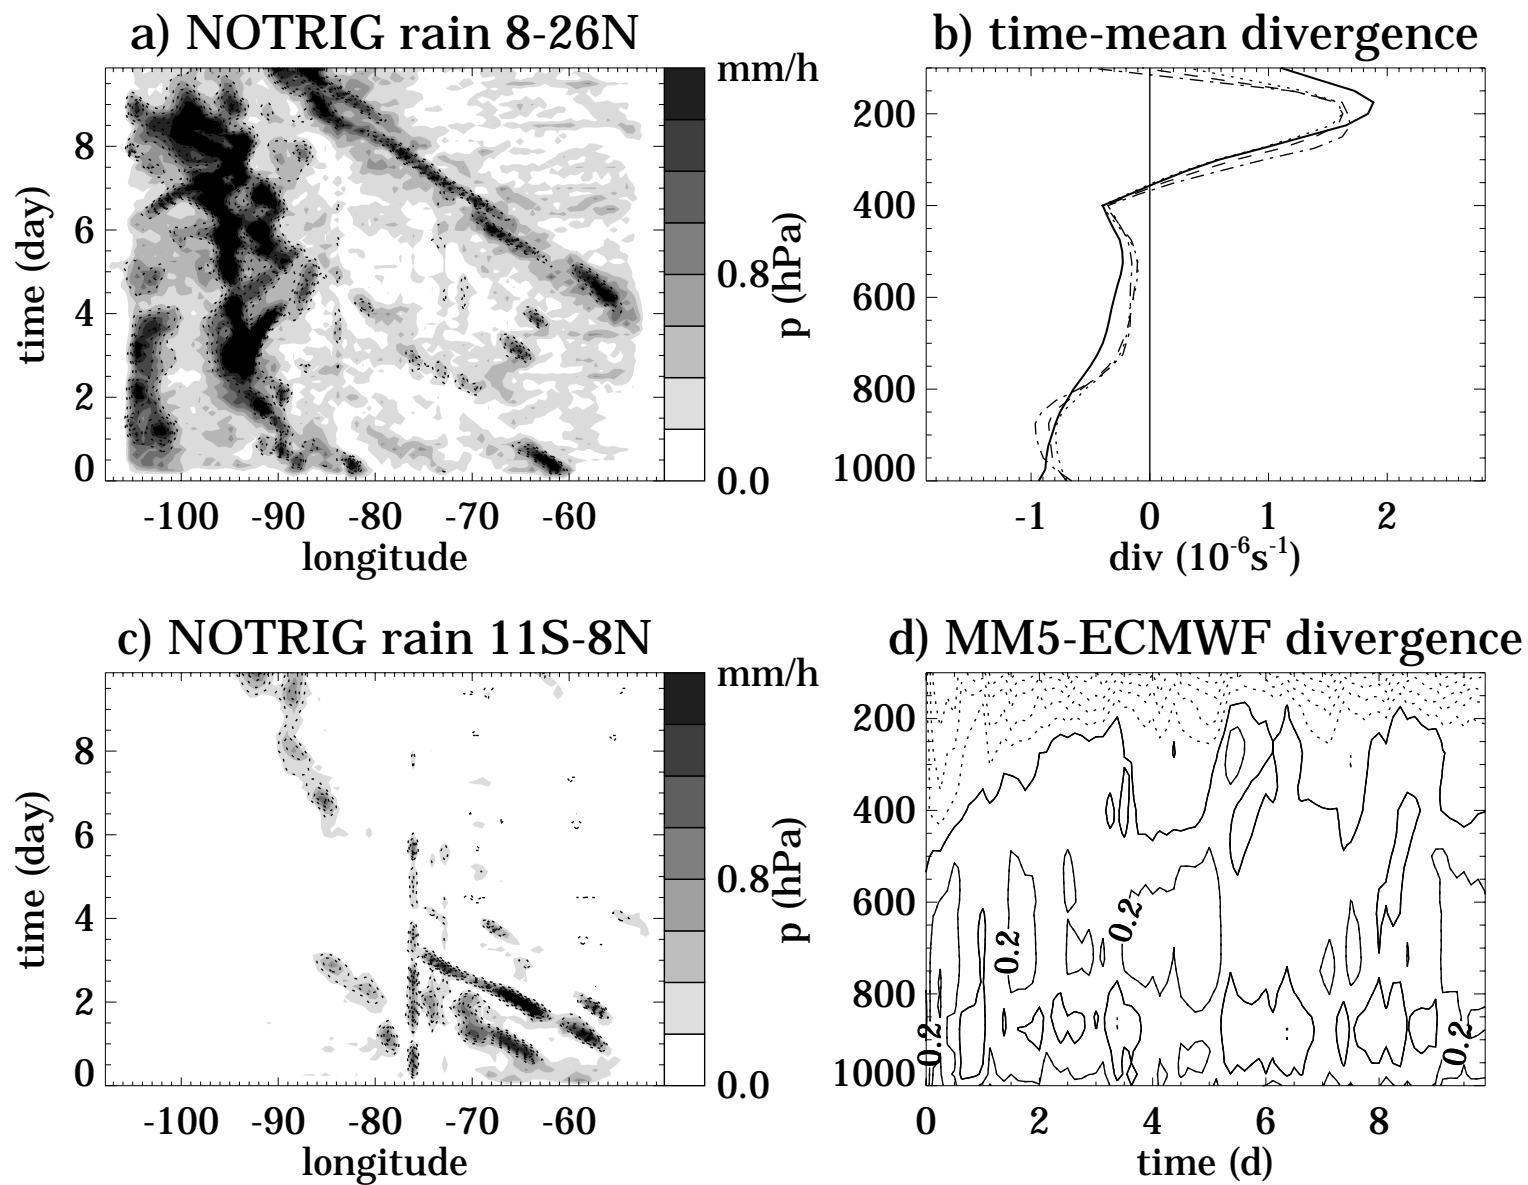 a) NOTRIG rain 8-26N
mm/h
0.8
0.0
time (day)
8
6
4
2
0
-100 -90 -80 -70 -60
longitude
b) time-mean divergence
p (hPa)
200
400
600
800
1000
-1 0 1 2
div (10⁻⁶s⁻¹)
c) NOTRIG rain 11S-8N
mm/h
0.8
0.0
time (day)
8
6
4
2
0
-100 -90 -80 -70 -60
longitude
d) MM5-ECMWF divergence
p (hPa)
200
400
600
800
1000
0.2
0.2
0.2
0.2
0 2 4 6 8
time (d)